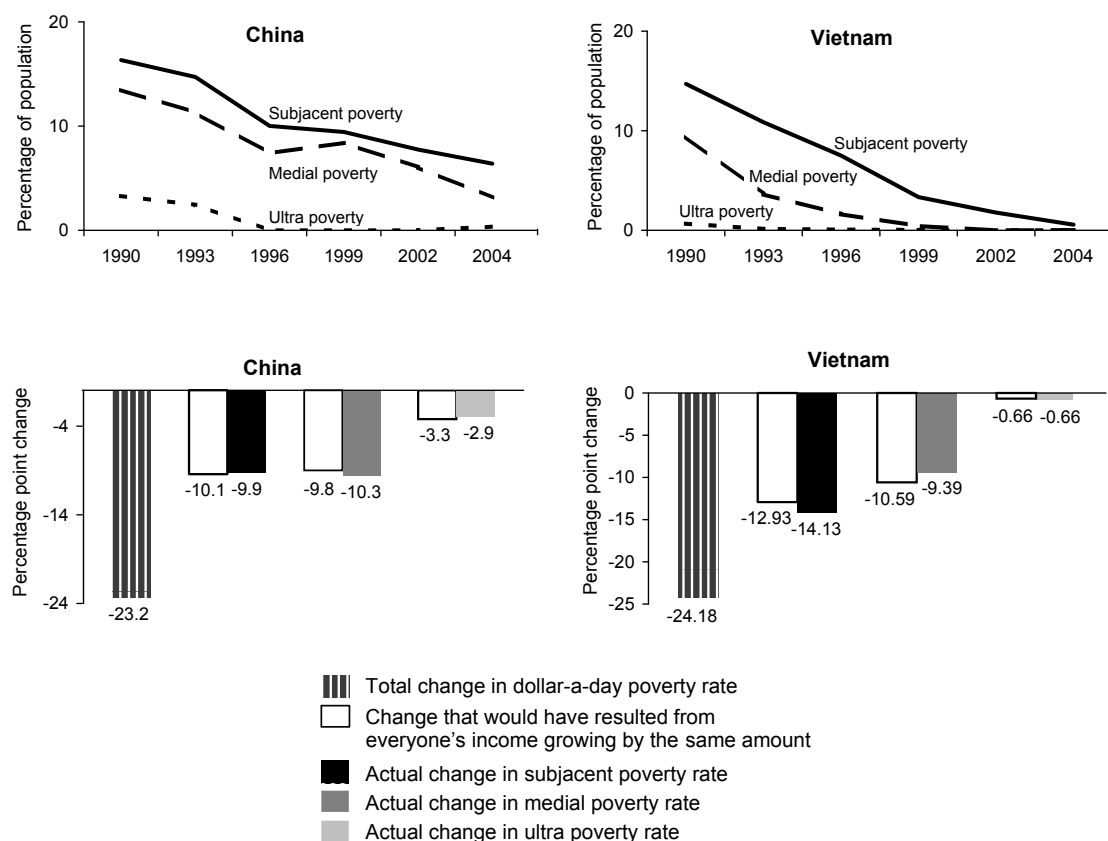 China
Percentage of population
20
10
0
Subjacent poverty
Medial poverty
Ultra poverty
1990 1993 1996 1999 2002 2004
Vietnam
Percentage of population
20
10
0
Subjacent poverty
Medial poverty
Ultra poverty
1990 1993 1996 1999 2002 2004
China
Percentage point change
-4
-14
-24
-23.2
-10.1 -9.9
-9.8 -10.3
-3.3 -2.9
Vietnam
Percentage point change
0
-5
-10
-15
-20
-25
-24.18
-12.93
-14.13
-10.59
-9.39
-0.66 -0.66
Total change in dollar-a-day poverty rate
Change that would have resulted from
everyone’s income growing by the same amount
Actual change in subjacent poverty rate
Actual change in medial poverty rate
Actual change in ultra poverty rate